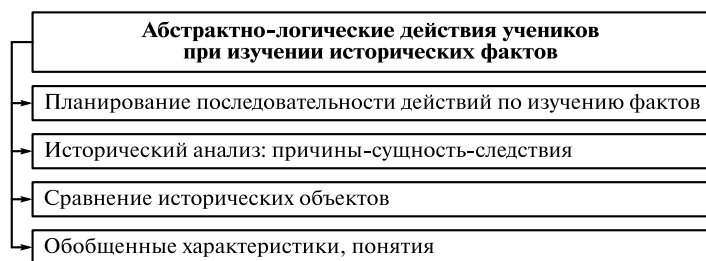 Абстрактно-логические действия учеников
при изучении исторических фактов
Планирование последовательности действий по изучению фактов
Исторический анализ: причины-сущность-следствия
Сравнение исторических объектов
Обобщенные характеристики, понятия